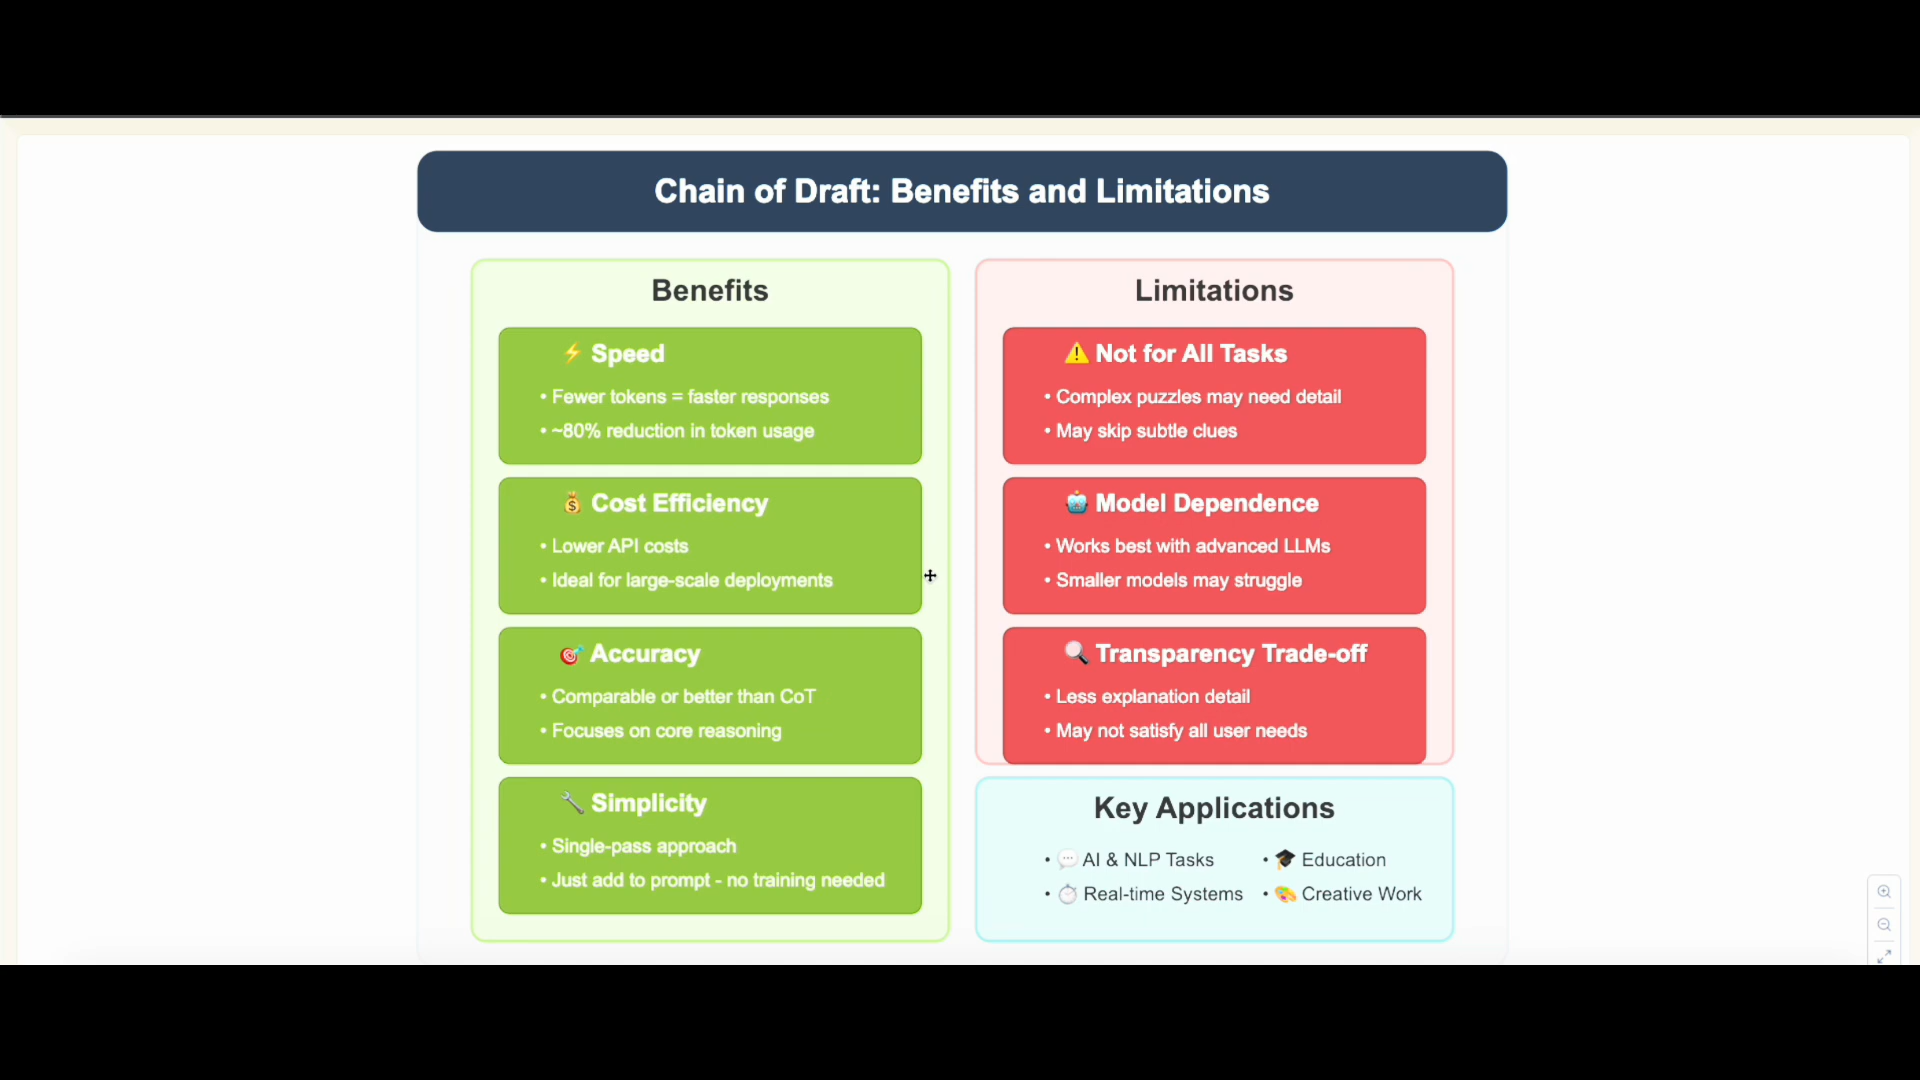 Chain of Draft: Benefits and Limitations
Benefits
⚡ Speed
• Fewer tokens = faster responses
• ~80% reduction in token usage
💰 Cost Efficiency
• Lower API costs
• Ideal for large-scale deployments
🎯 Accuracy
• Comparable or better than CoT
• Focuses on core reasoning
🔧 Simplicity
• Single-pass approach
• Just add to prompt - no training needed
Limitations
⚠️ Not for All Tasks
• Complex puzzles may need detail
• May skip subtle clues
🤖 Model Dependence
• Works best with advanced LLMs
• Smaller models may struggle
🔍 Transparency Trade-off
• Less explanation detail
• May not satisfy all user needs
Key Applications
• 💬 AI & NLP Tasks
• 🎓 Education
• ⏱️ Real-time Systems
• 🎨 Creative Work